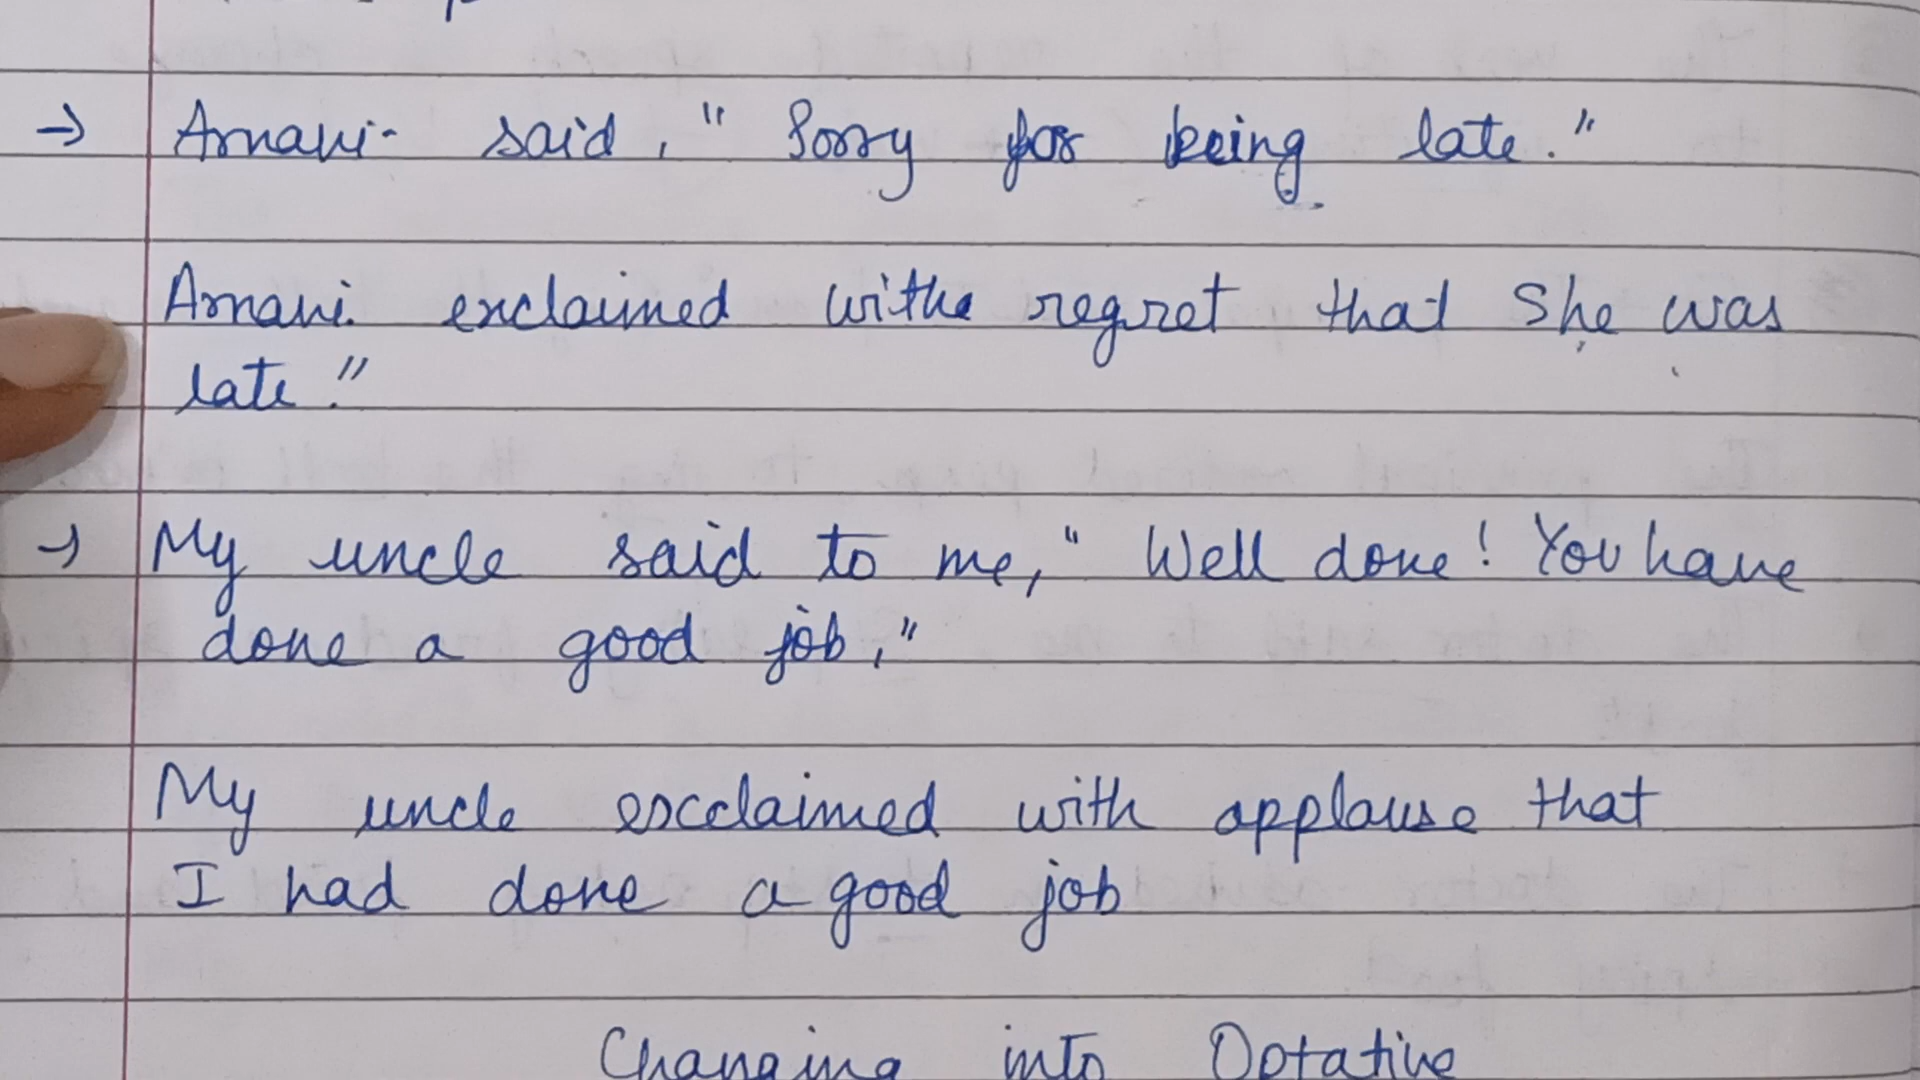 → Arnavi- said, " Sorry for being late."
Arnavi. exclaimed withe regret that She was
late."
→ My uncle said to me, " Well done! You have
done a good job,"
My uncle exclaimed with applause that
I had done a good job
Changing into Optative